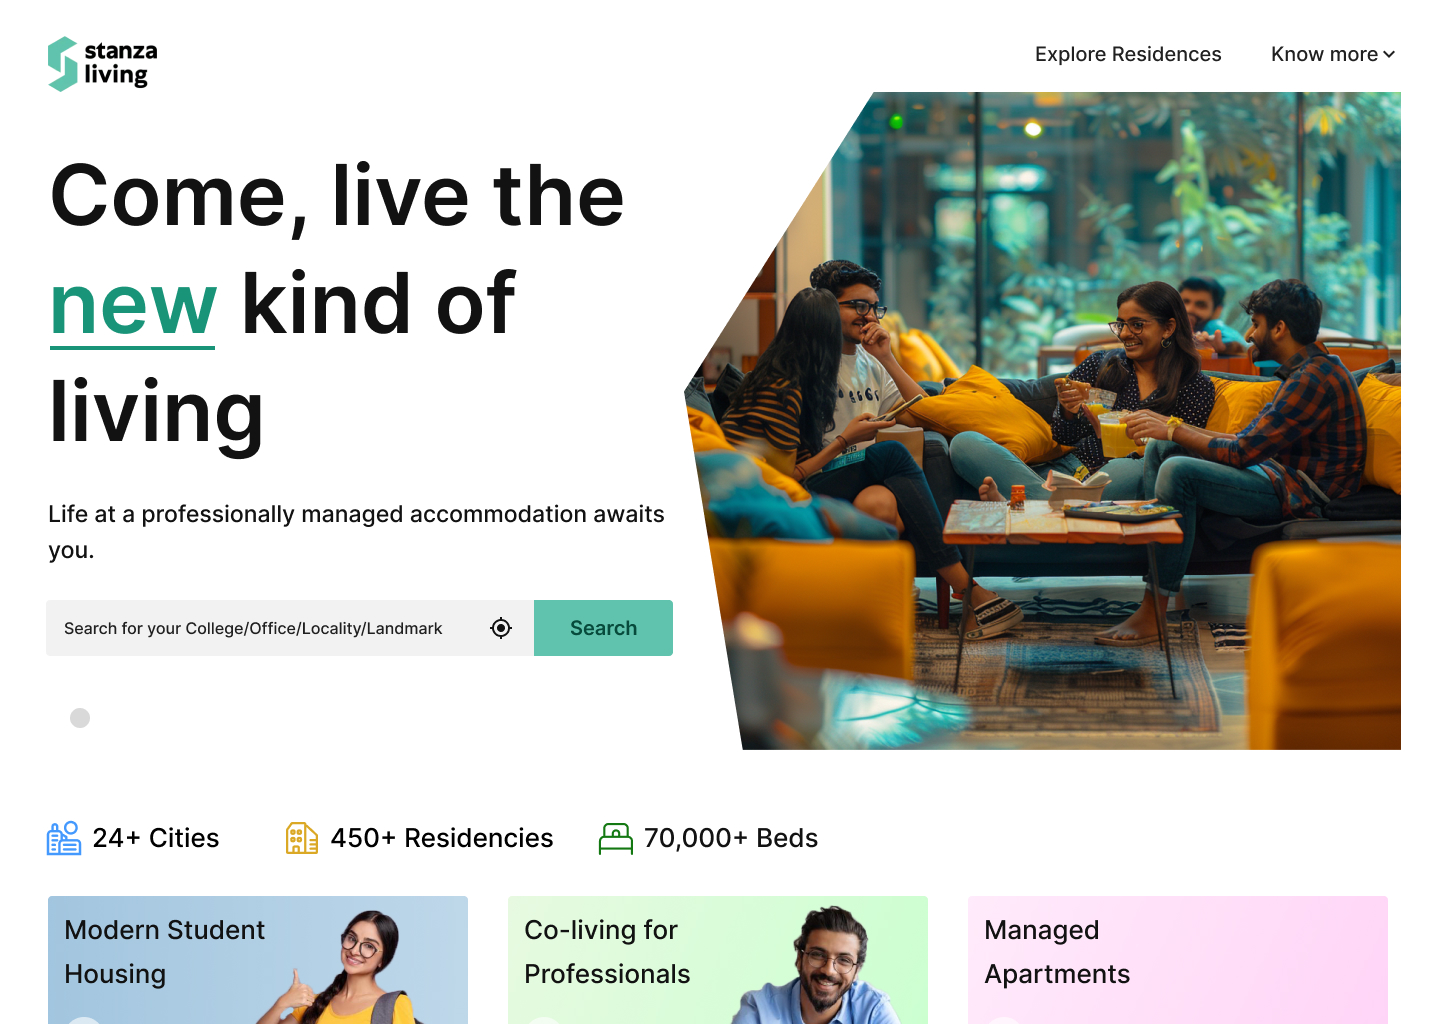 stanza
living
Explore Residences
Know more
Come, live the
new kind of
living
Life at a professionally managed accommodation awaits
you.
Search for your College/Office/Locality/Landmark
Search
24+ Cities
450+ Residencies
70,000+ Beds
Modern Student
Housing
Co-living for
Professionals
Managed
Apartments